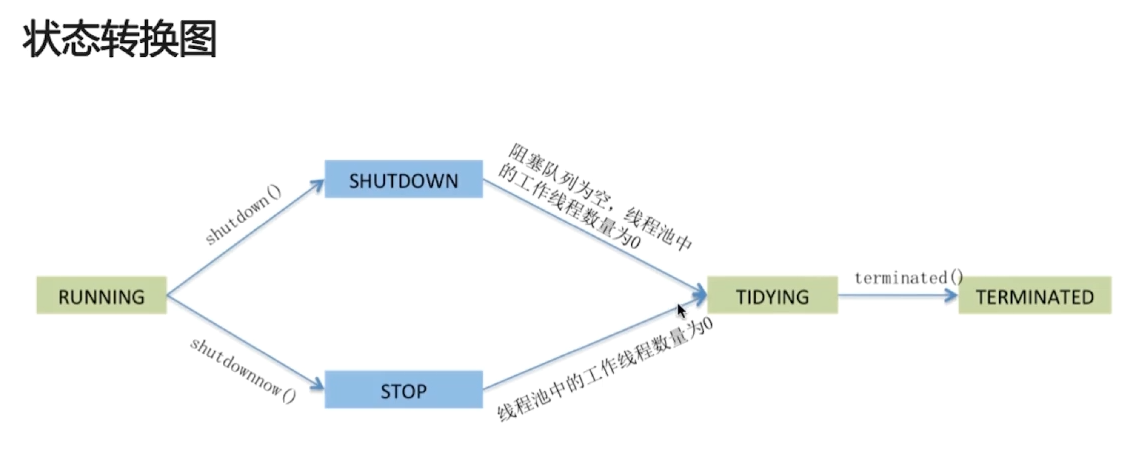 状态转换图
阻塞队列为空，线程池中
的工作线程数量为0
SHUTDOWN
shutdown()
RUNNING
TIDYING
terminated()
TERMINATED
shutdownnow()
STOP
线程池中的工作线程数量为0